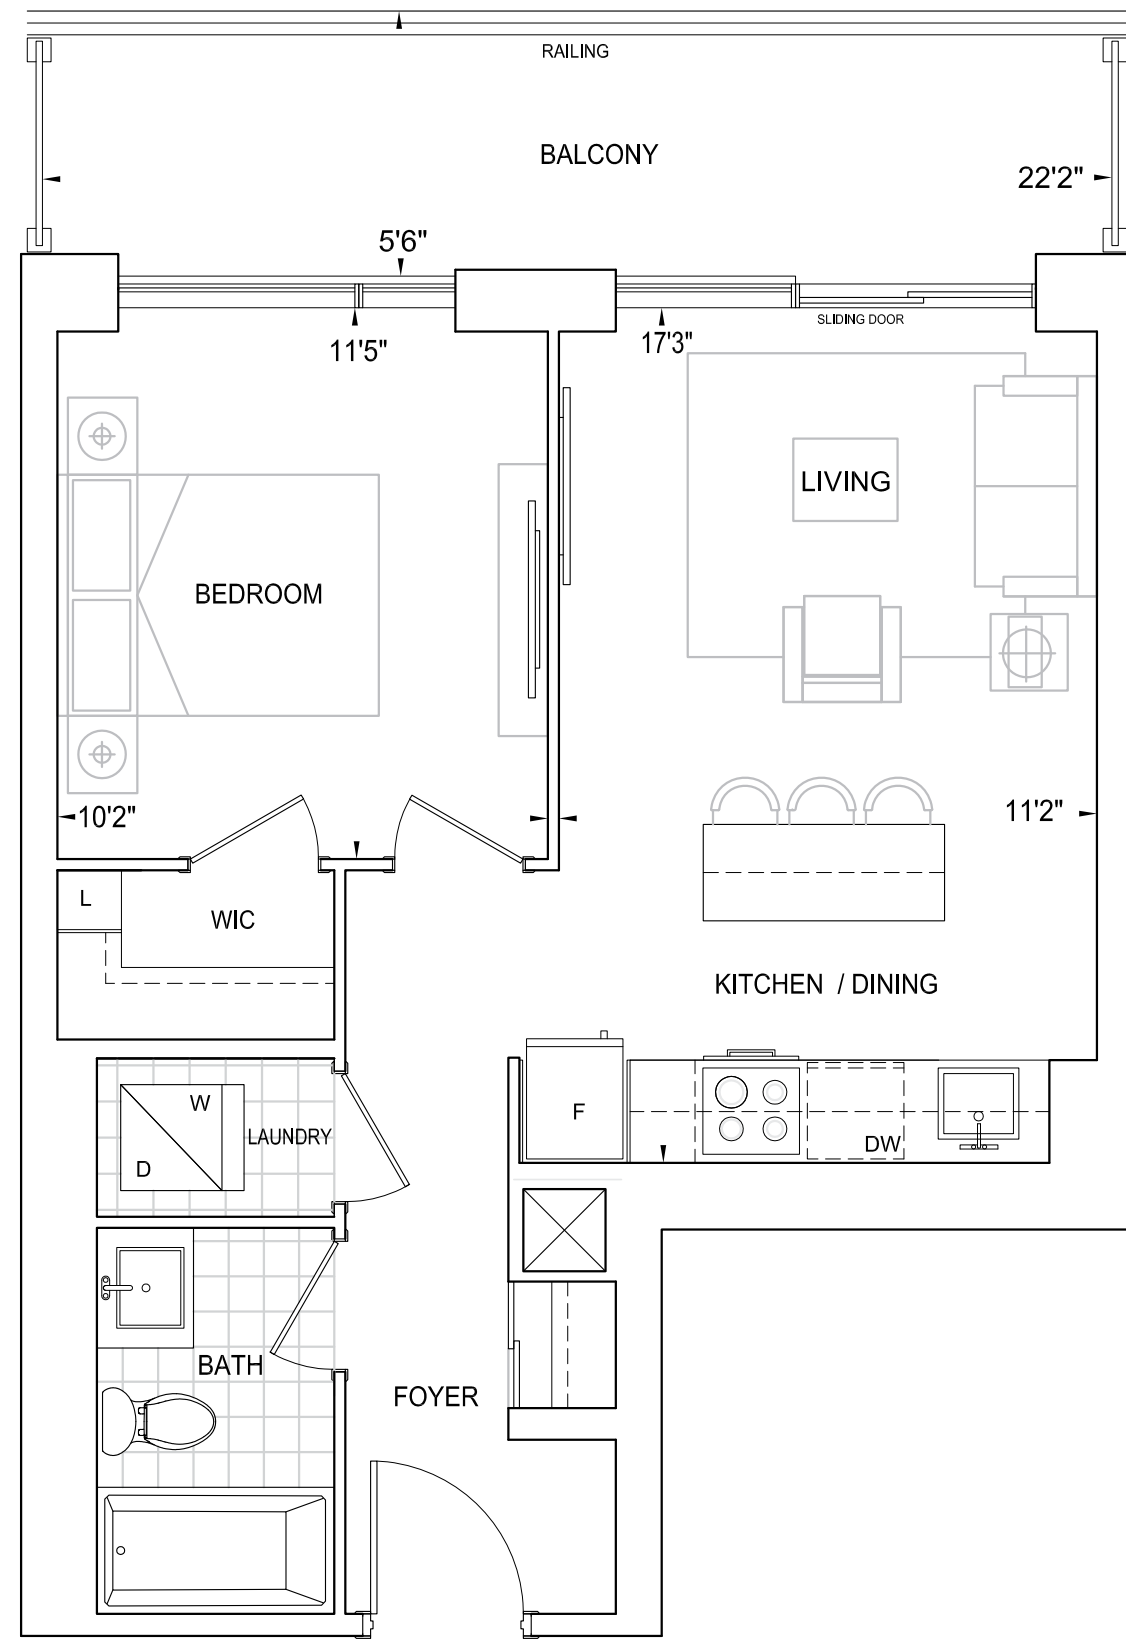 RAILING
BALCONY
22'2"
5'6"
SLIDING DOOR
11'5"
17'3"
LIVING
BEDROOM
10'2"
11'2"
L
WIC
KITCHEN / DINING
W
F
LAUNDRY
DW
D
BATH
FOYER